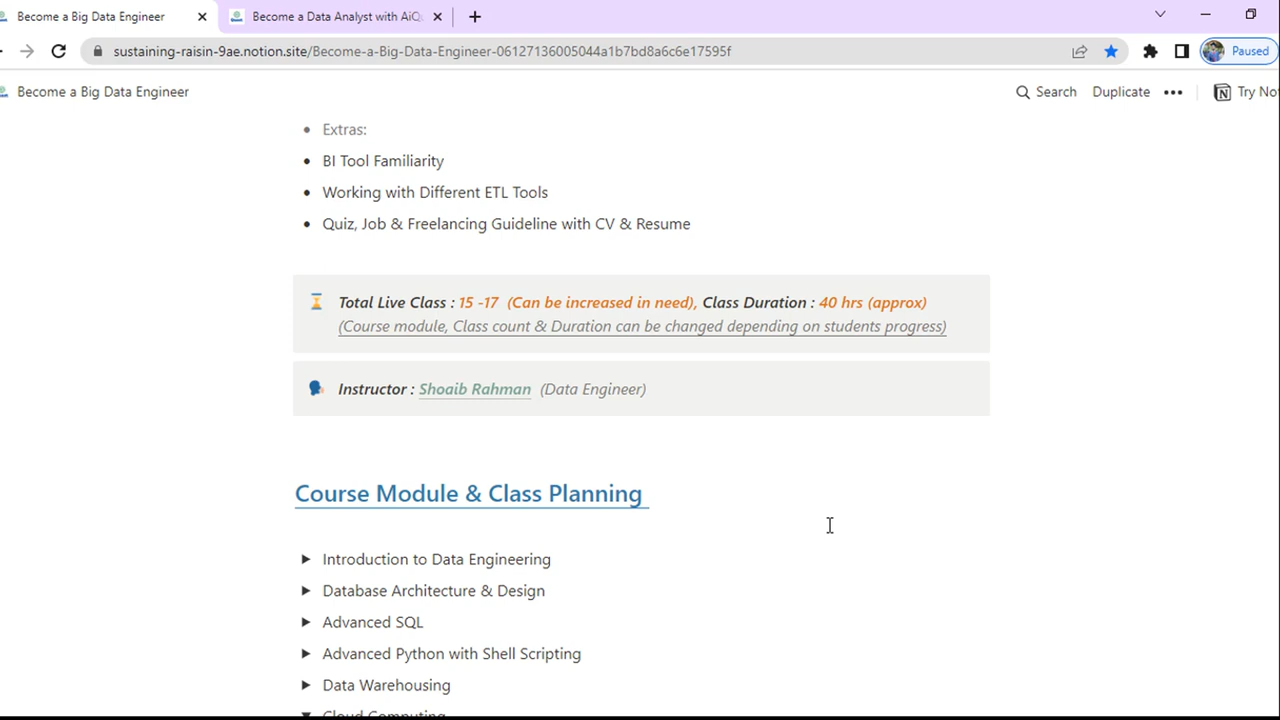 Become a Big Data Engineer
Become a Data Analyst with AiQ
sustaining-raisin-9ae.notion.site/Become-a-Big-Data-Engineer-06127136005044a1b7bd8a6c6e17595f
Paused
Become a Big Data Engineer
Search
Duplicate
Try No
Extras:
BI Tool Familiarity
Working with Different ETL Tools
Quiz, Job & Freelancing Guideline with CV & Resume
Total Live Class : 15 -17 (Can be increased in need), Class Duration : 40 hrs (approx)
(Course module, Class count & Duration can be changed depending on students progress)
Instructor : Shoaib Rahman (Data Engineer)
Course Module & Class Planning
Introduction to Data Engineering
Database Architecture & Design
Advanced SQL
Advanced Python with Shell Scripting
Data Warehousing
Cloud Computing